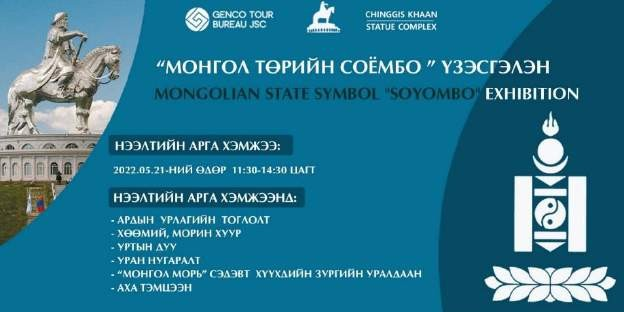 GENCO TOUR
BUREAU JSC
CHINGGIS KHAAN
STATUE COMPLEX
“МОНГОЛ ТӨРИЙН СОЁМБО ” ҮЗЭСГЭЛЭН
MONGOLIAN STATE SYMBOL "SOYOMBO" EXHIBITION
НЭЭЛТИЙН АРГА ХЭМЖЭЭ:
2022.05.21-НИЙ ӨДӨР 11:30-14:30 ЦАГТ
НЭЭЛТИЙН АРГА ХЭМЖЭЭНД:
- АРДЫН УРЛАГИЙН ТОГЛОЛТ
- ХӨӨМИЙ, МОРИН ХУУР
- УРТЫН ДУУ
- УРАН НУГАРАЛТ
- “МОНГОЛ МОРЬ” СЭДЭВТ ХҮҮХДИЙН ЗУРГИЙН УРАЛДААН
- АХА ТЭМЦЭЭН